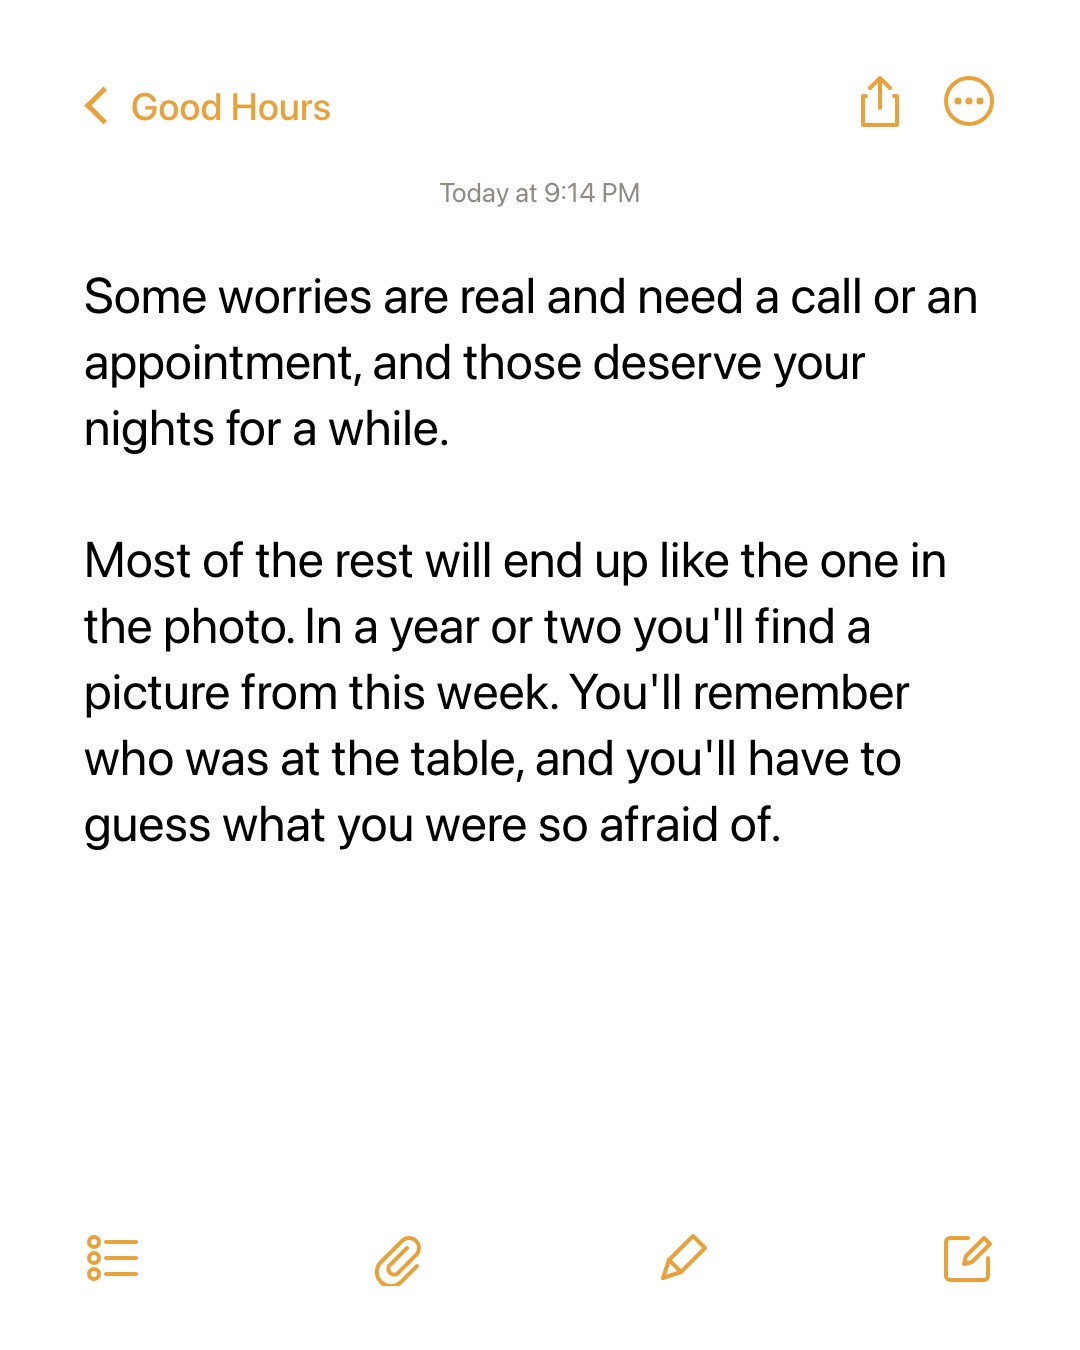 Good Hours
Today at 9:14 PM
Some worries are real and need a call or an
appointment, and those deserve your
nights for a while.
Most of the rest will end up like the one in
the photo. In a year or two you'll find a
picture from this week. You'll remember
who was at the table, and you'll have to
guess what you were so afraid of.